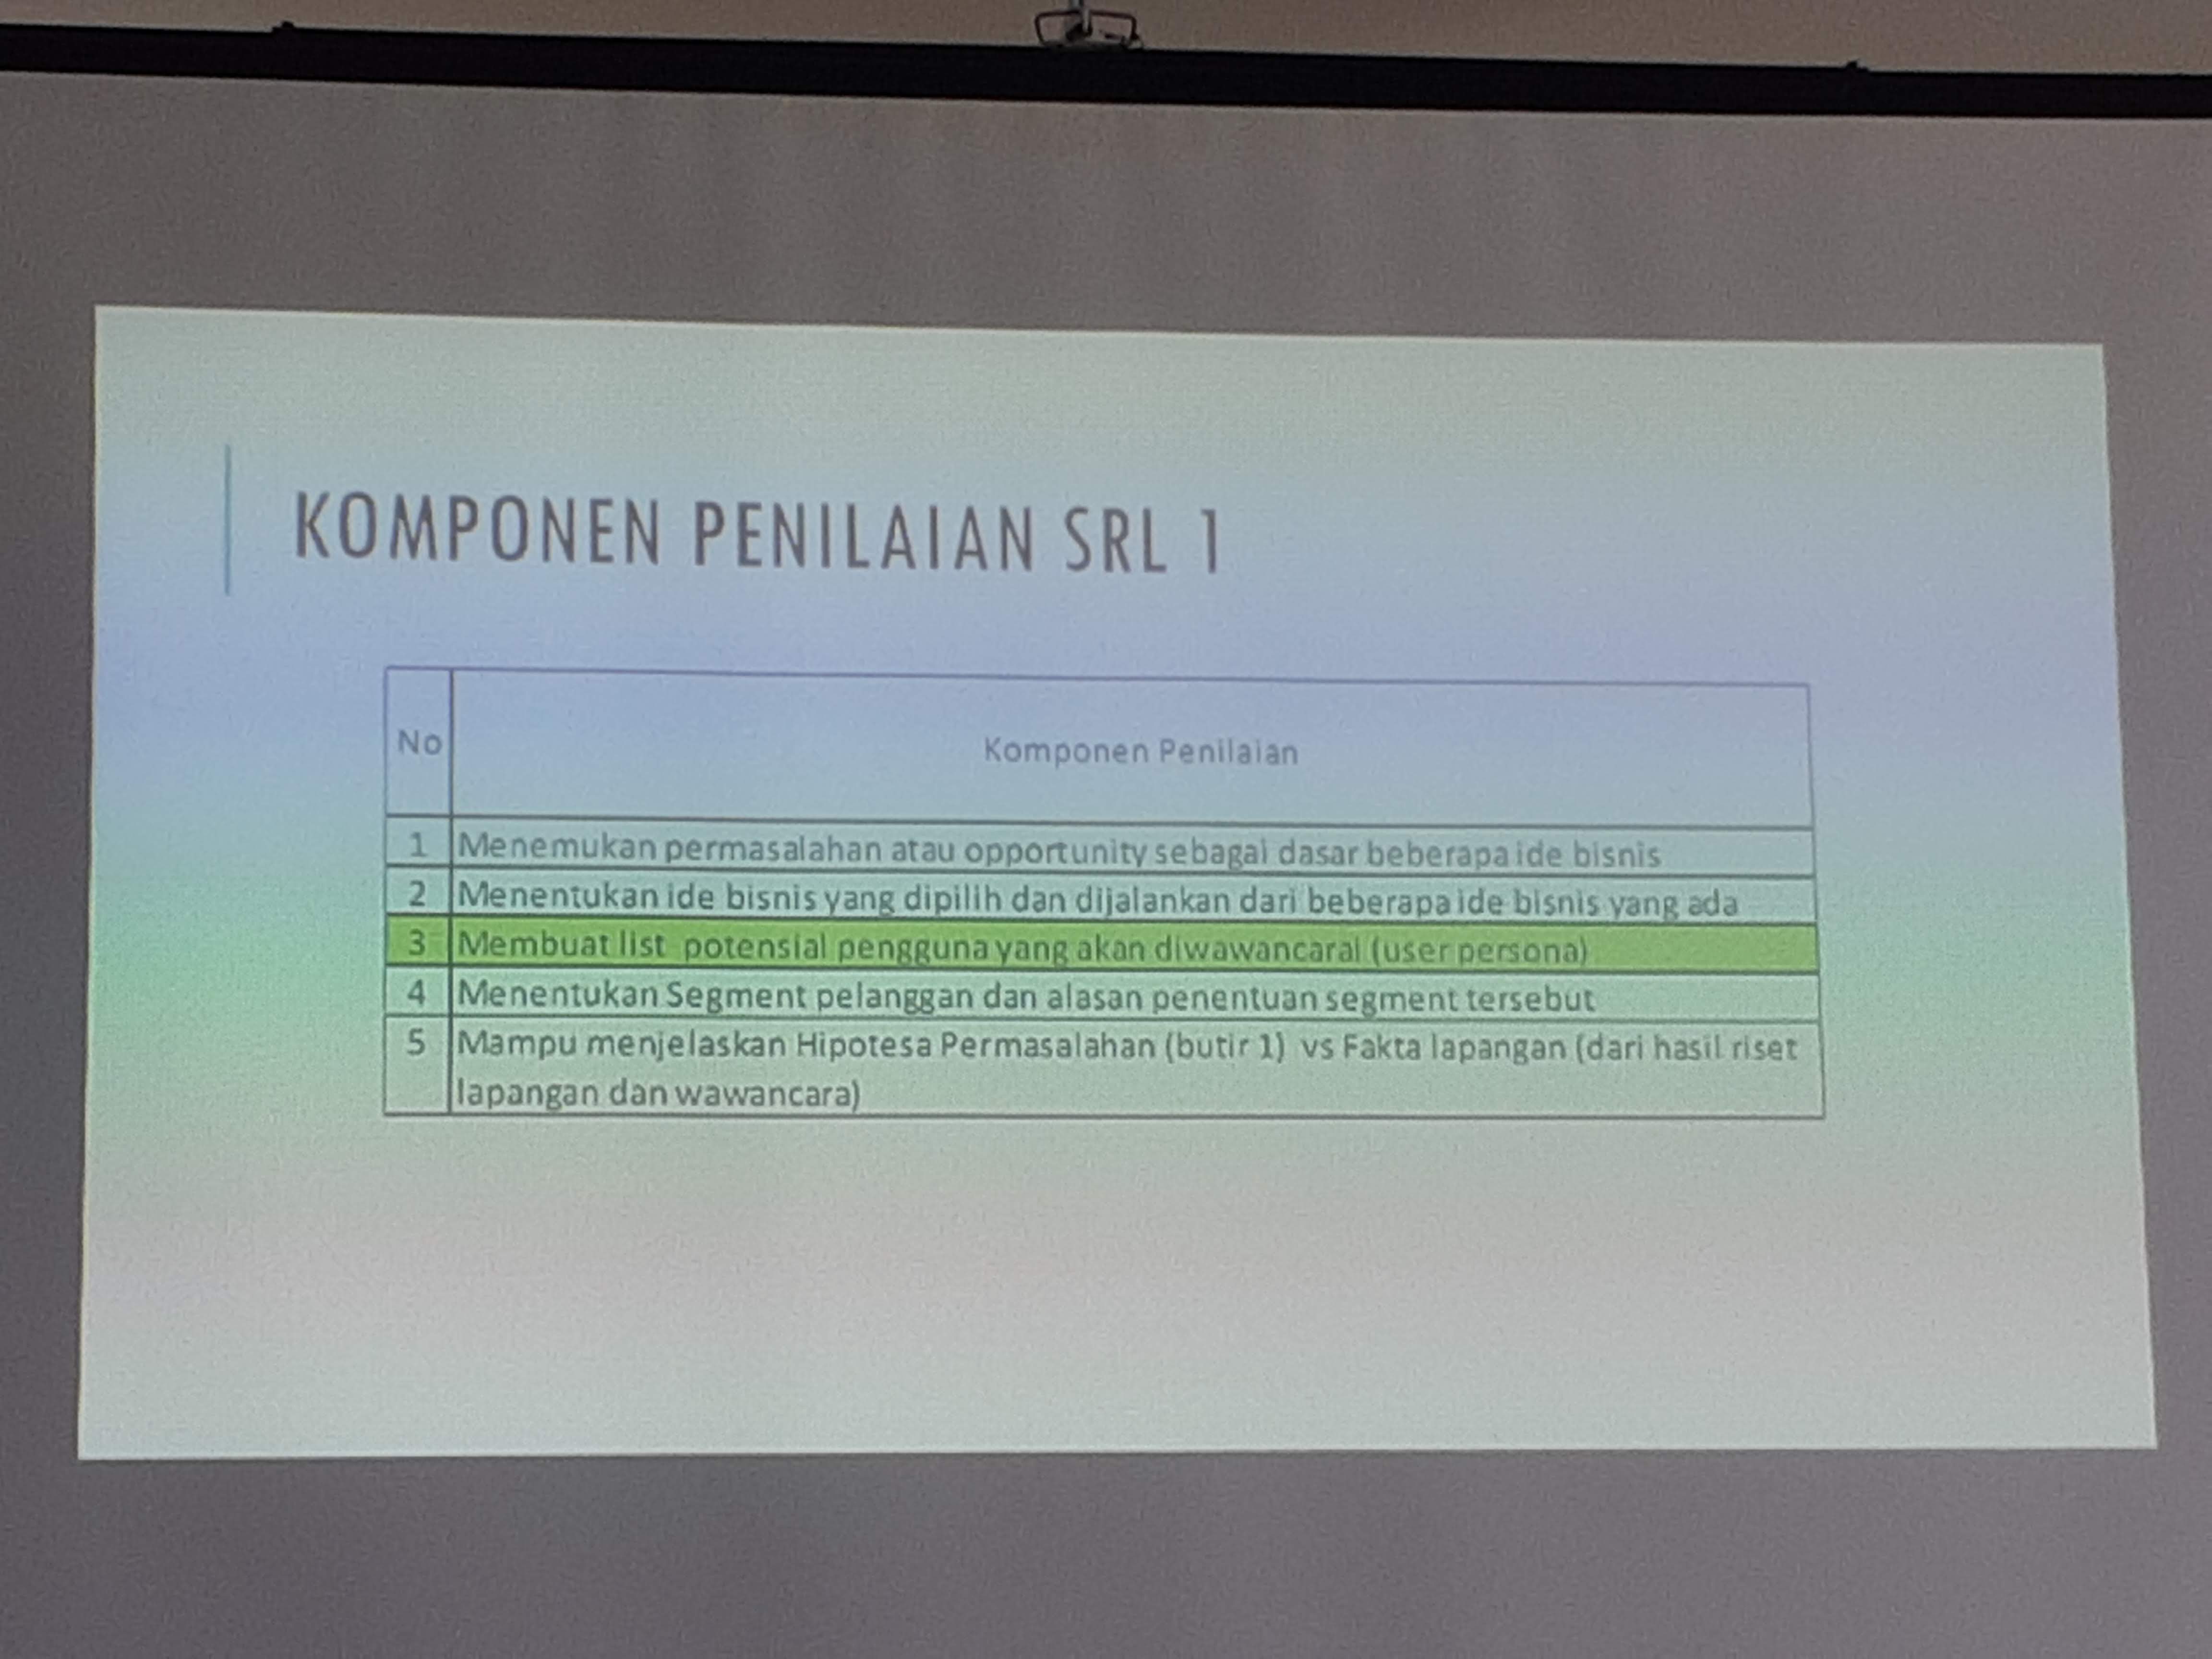 KOMPONEN PENILAIAN SRL 1
No Komponen Penilaian
1 Menemukan permasalahan atau opportunity sebagai dasar beberapa ide bisnis
2 Menentukan ide bisnis yang dipilih dan dijalankan dari beberapa ide bisnis yang ada
3 Membuat list potensial pengguna yang akan diwawancarai (user persona)
4 Menentukan Segment pelanggan dan alasan penentuan segment tersebut
5 Mampu menjelaskan Hipotesa Permasalahan (butir 1) vs Fakta lapangan (dari hasil riset
lapangan dan wawancara)